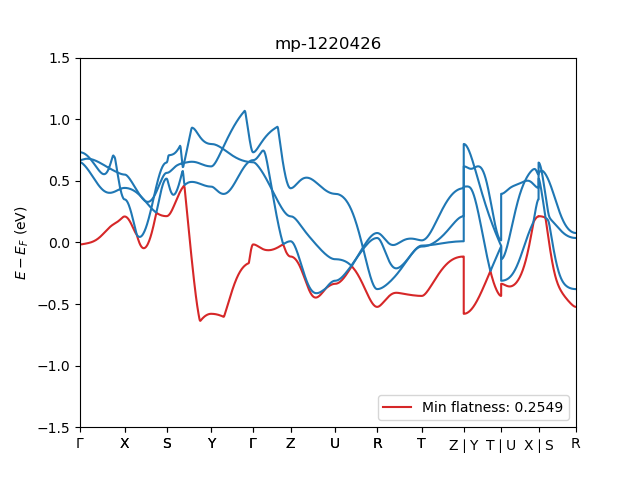 mp-1220426
1.5
1.0
0.5
0.0
−0.5
−1.0
−1.5
E − E_F (eV)
Min flatness: 0.2549
Γ X S Y Γ Z U R T Z | Y T | U X | S R